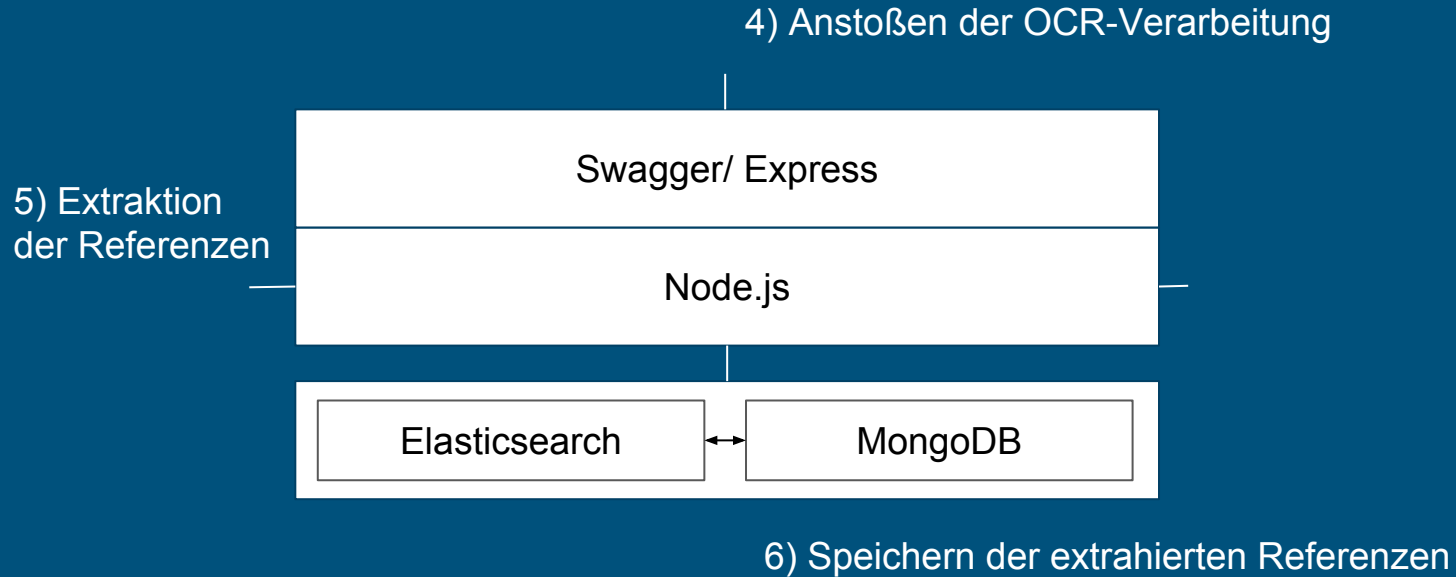 4) Anstoßen der OCR-Verarbeitung
Swagger/ Express
5) Extraktion
der Referenzen
Node.js
Elasticsearch
MongoDB
6) Speichern der extrahierten Referenzen